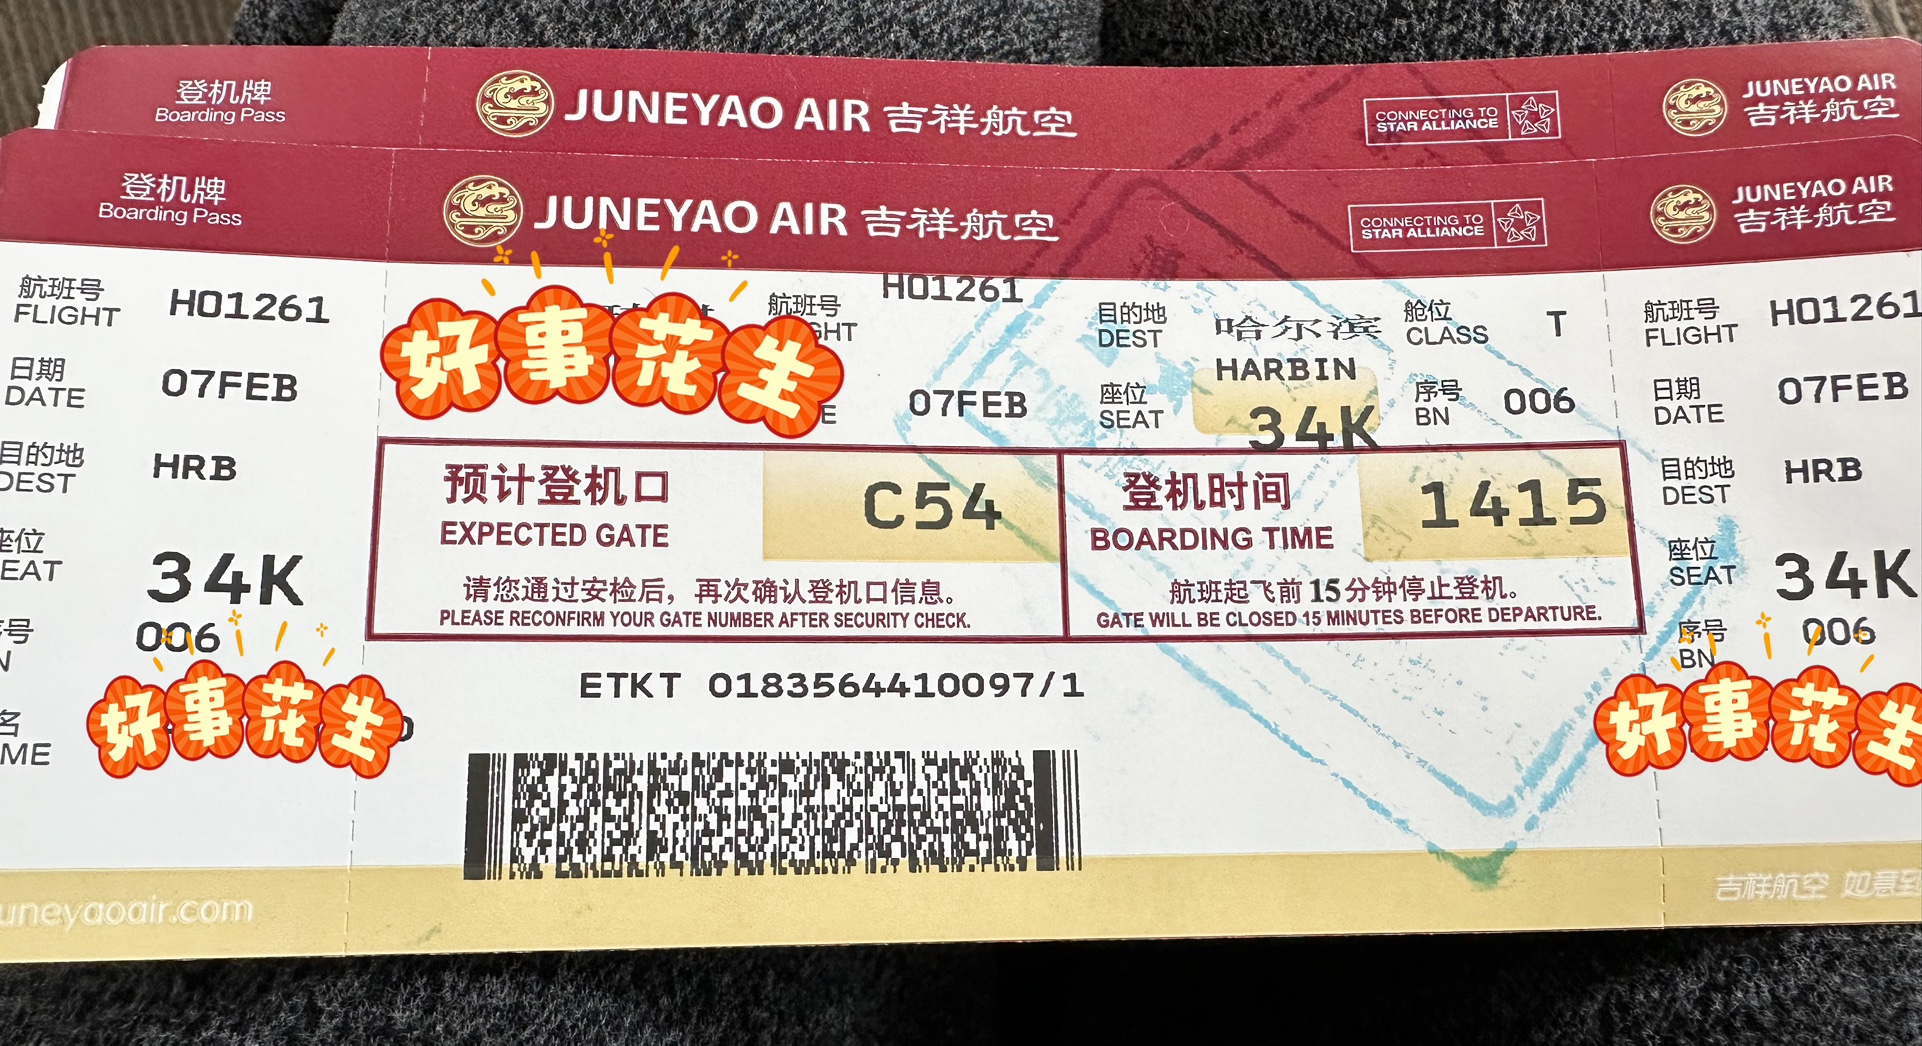 登机牌
Boarding Pass
JUNEYAO AIR 吉祥航空
CONNECTING TO
STAR ALLIANCE
JUNEYAO AIR
吉祥航空
登机牌
Boarding Pass
JUNEYAO AIR 吉祥航空
CONNECTING TO
STAR ALLIANCE
JUNEYAO AIR
吉祥航空
航班号
FLIGHT
HO1261
日期
DATE
07FEB
目的地
DEST
HRB
座位
EAT
34K
号
N
006
名
ME
好事花生
uneyaoair.com
好事花生
航班号
GHT
HO1261
E
07FEB
目的地
DEST
哈尔滨
HARBIN
舱位
CLASS
T
座位
SEAT
34K
序号
BN
006
预计登机口
EXPECTED GATE
C54
请您通过安检后，再次确认登机口信息。
PLEASE RECONFIRM YOUR GATE NUMBER AFTER SECURITY CHECK.
登机时间
BOARDING TIME
1415
航班起飞前15分钟停止登机。
GATE WILL BE CLOSED 15 MINUTES BEFORE DEPARTURE.
ETKT 0183564410097/1
航班号
FLIGHT
HO1261
日期
DATE
07FEB
目的地
DEST
HRB
座位
SEAT
34K
序号
BN
006
好事花生
吉祥航空 如意到